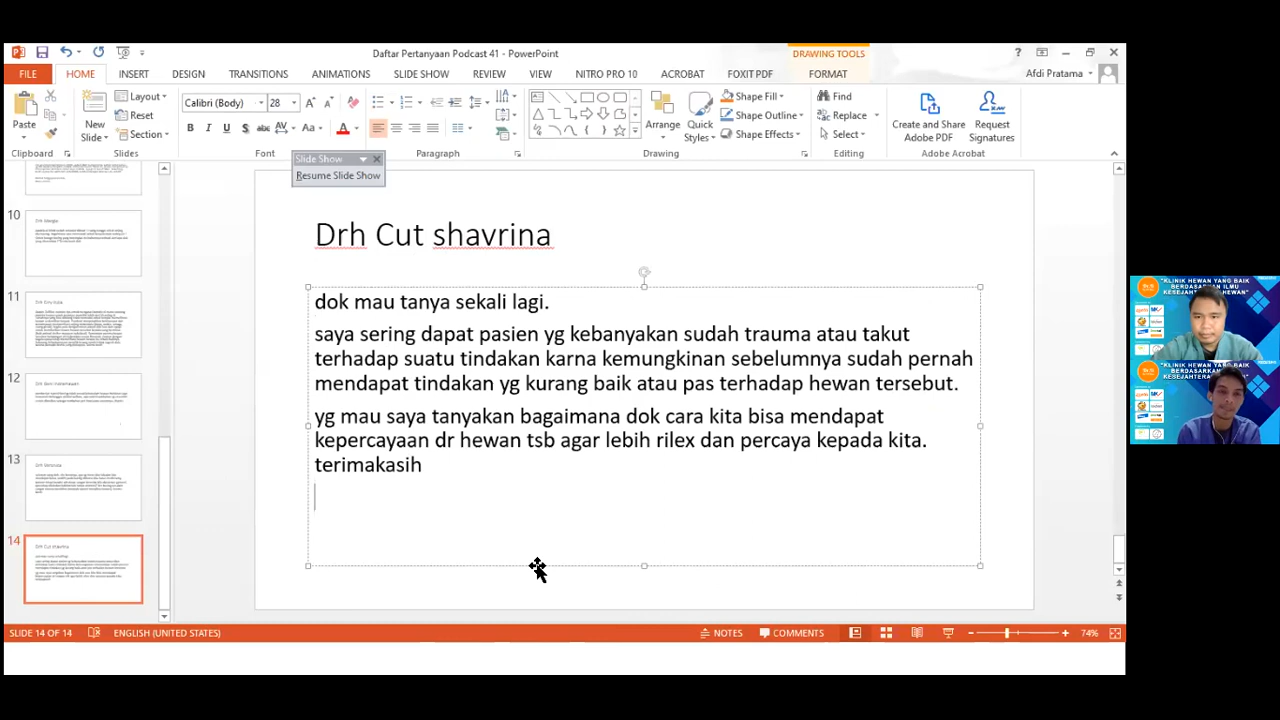 Daftar Pertanyaan Podcast 41 - PowerPoint
DRAWING TOOLS
FILE HOME INSERT DESIGN TRANSITIONS ANIMATIONS SLIDE SHOW REVIEW VIEW NITRO PRO 10 ACROBAT FOXIT PDF FORMAT
Afdi Pratama
Paste
New Slide
Layout
Reset
Section
Calibri (Body) 28
Arrange
Quick Styles
Shape Fill
Shape Outline
Shape Effects
Find
Replace
Select
Create and Share Adobe PDF
Request Signatures
Clipboard Slides Font Paragraph Drawing Editing Adobe Acrobat
Slide Show
Resume Slide Show
10
11
12
13
14
Drh Cut shavrina
Drh Cut shavrina
dok mau tanya sekali lagi.
saya sering dapat pasien yg kebanyakan sudah trauma atau takut
terhadap suatu tindakan karna kemungkinan sebelumnya sudah pernah
mendapat tindakan yg kurang baik atau pas terhadap hewan tersebut.
yg mau saya tanyakan bagaimana dok cara kita bisa mendapat
kepercayaan dr hewan tsb agar lebih rilex dan percaya kepada kita.
terimakasih
"KLINIK HEWAN YANG BAIK
BERDASARKAN ILMU
KESEJAHTERAAN HEWAN"
"KLINIK HEWAN YANG BAIK
SLIDE 14 OF 14 ENGLISH (UNITED STATES) NOTES COMMENTS 74%